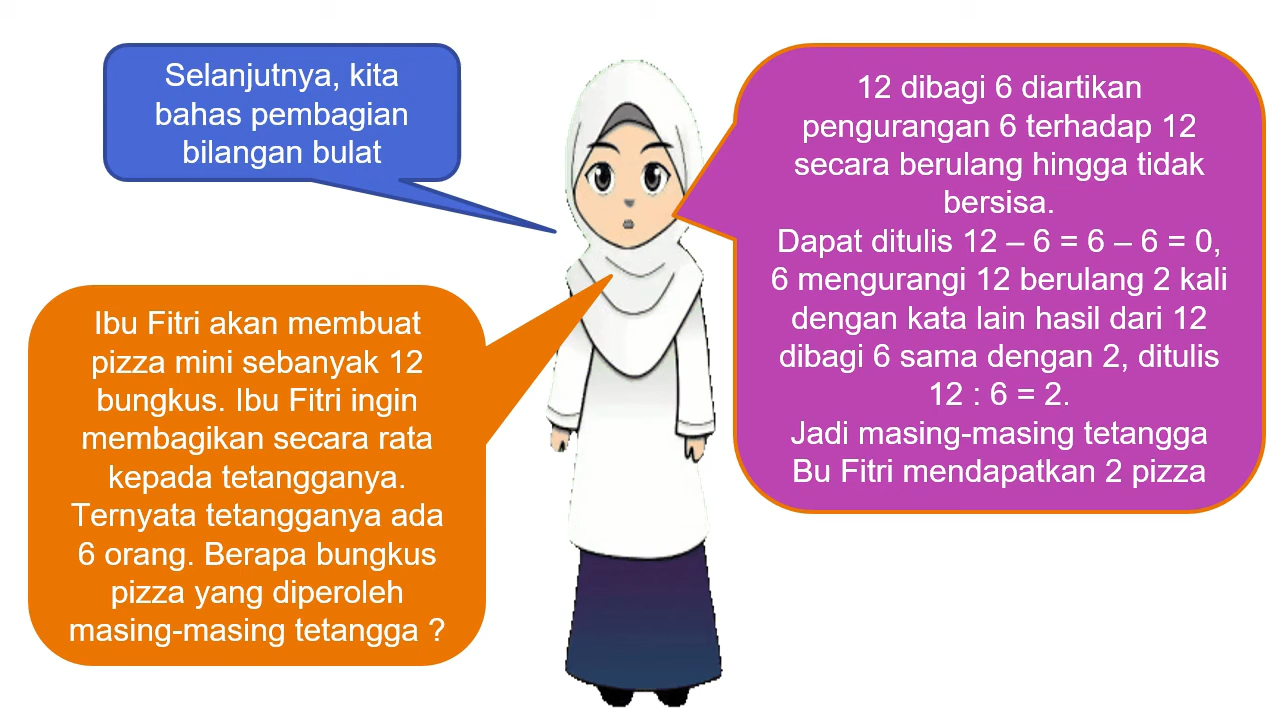 Selanjutnya, kita
bahas pembagian
bilangan bulat
Ibu Fitri akan membuat
pizza mini sebanyak 12
bungkus. Ibu Fitri ingin
membagikan secara rata
kepada tetangganya.
Ternyata tetangganya ada
6 orang. Berapa bungkus
pizza yang diperoleh
masing-masing tetangga ?
12 dibagi 6 diartikan
pengurangan 6 terhadap 12
secara berulang hingga tidak
bersisa.
Dapat ditulis 12 – 6 = 6 – 6 = 0,
6 mengurangi 12 berulang 2 kali
dengan kata lain hasil dari 12
dibagi 6 sama dengan 2, ditulis
12 : 6 = 2.
Jadi masing-masing tetangga
Bu Fitri mendapatkan 2 pizza